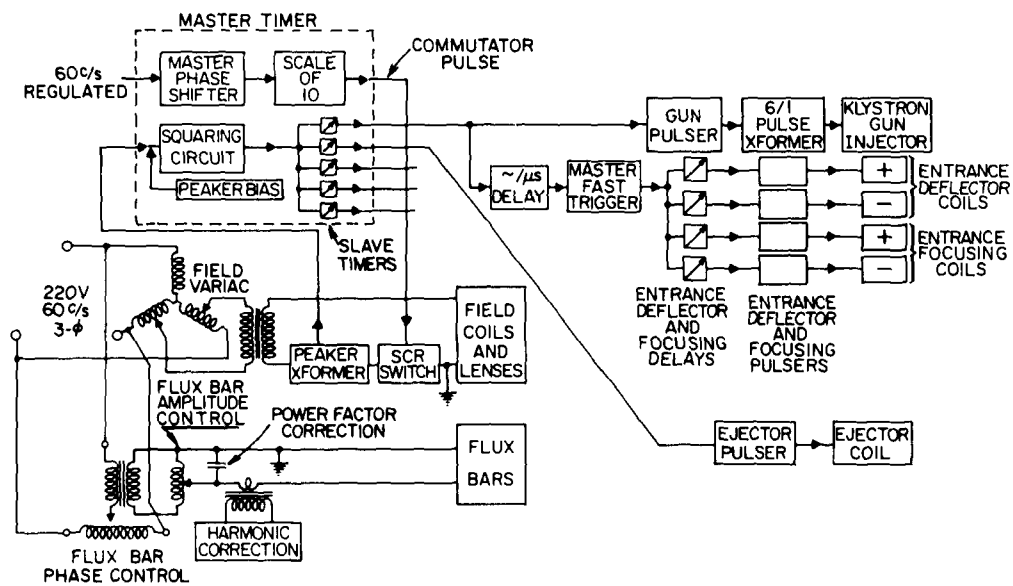 MASTER TIMER
60c/s
REGULATED
MASTER
PHASE
SHIFTER
SCALE
OF
10
COMMUTATOR
PULSE
SQUARING
CIRCUIT
PEAKER BIAS
SLAVE
TIMERS
GUN
PULSER
6/1
PULSE
XFORMER
KLYSTRON
GUN
INJECTOR
~/μs
DELAY
MASTER
FAST
TRIGGER
+
−
+
−
ENTRANCE
DEFLECTOR
COILS
ENTRANCE
FOCUSING
COILS
ENTRANCE
DEFLECTOR
AND
FOCUSING
DELAYS
ENTRANCE
DEFLECTOR
AND
FOCUSING
PULSERS
220V
60c/s
3-ϕ
FIELD
VARIAC
PEAKER
XFORMER
SCR
SWITCH
FIELD
COILS
AND
LENSES
FLUX BAR
AMPLITUDE
CONTROL
POWER FACTOR
CORRECTION
FLUX
BARS
HARMONIC
CORRECTION
FLUX BAR
PHASE CONTROL
EJECTOR
PULSER
EJECTOR
COIL